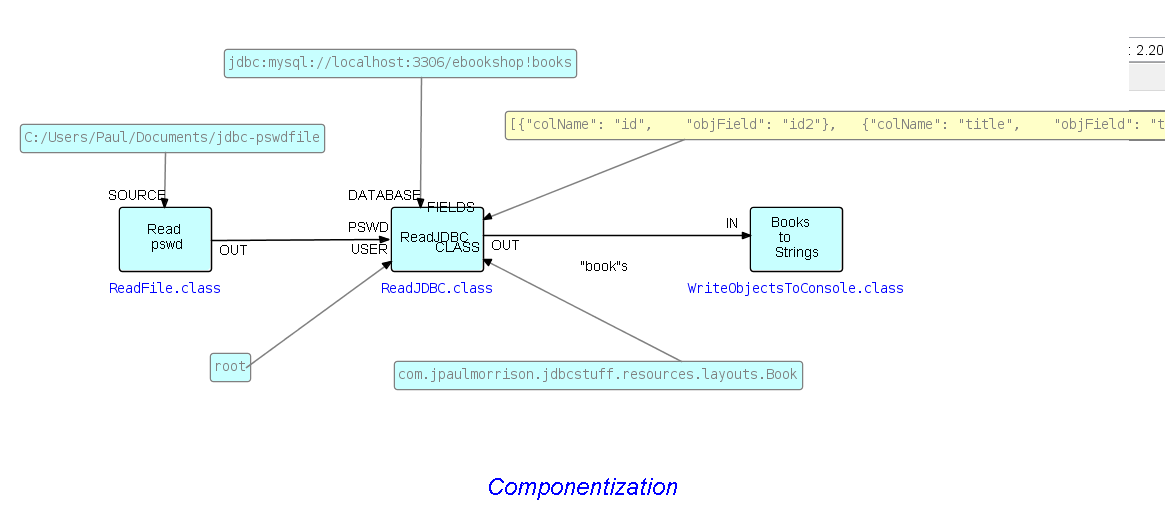 jdbc:mysql://localhost:3306/ebookshop!books
: 2.20
[{"colName": "id",    "objField": "id2"},   {"colName": "title",    "objField": "t
C:/Users/Paul/Documents/jdbc-pswdfile
SOURCE
DATABASE
FIELDS
Read
pswd
OUT
PSWD
USER
ReadJDBC
CLASS
OUT
IN
Books
to
Strings
"book"s
ReadFile.class
ReadJDBC.class
WriteObjectsToConsole.class
root
com.jpaulmorrison.jdbcstuff.resources.layouts.Book
Componentization